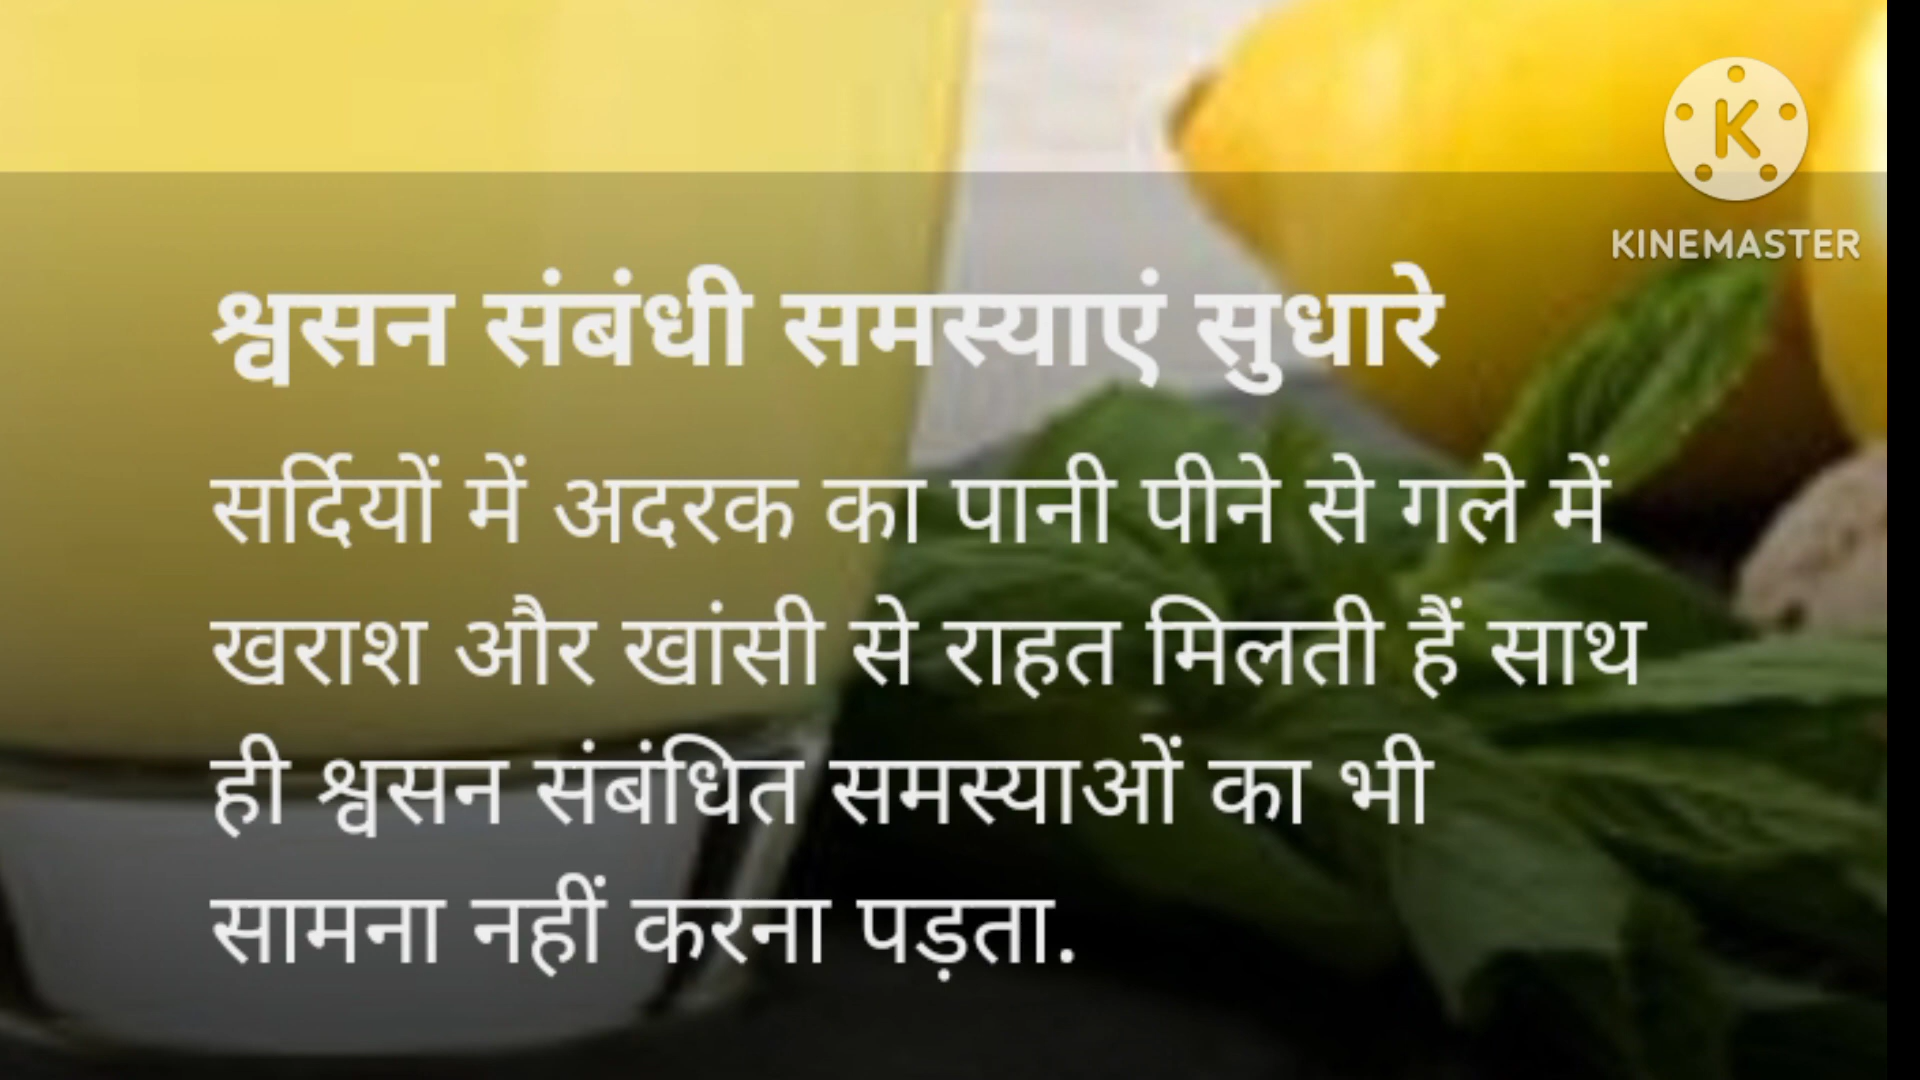 KINEMASTER
श्वसन संबंधी समस्याएं सुधारे
सर्दियों में अदरक का पानी पीने से गले में
खराश और खांसी से राहत मिलती हैं साथ
ही श्वसन संबंधित समस्याओं का भी
सामना नहीं करना पड़ता.